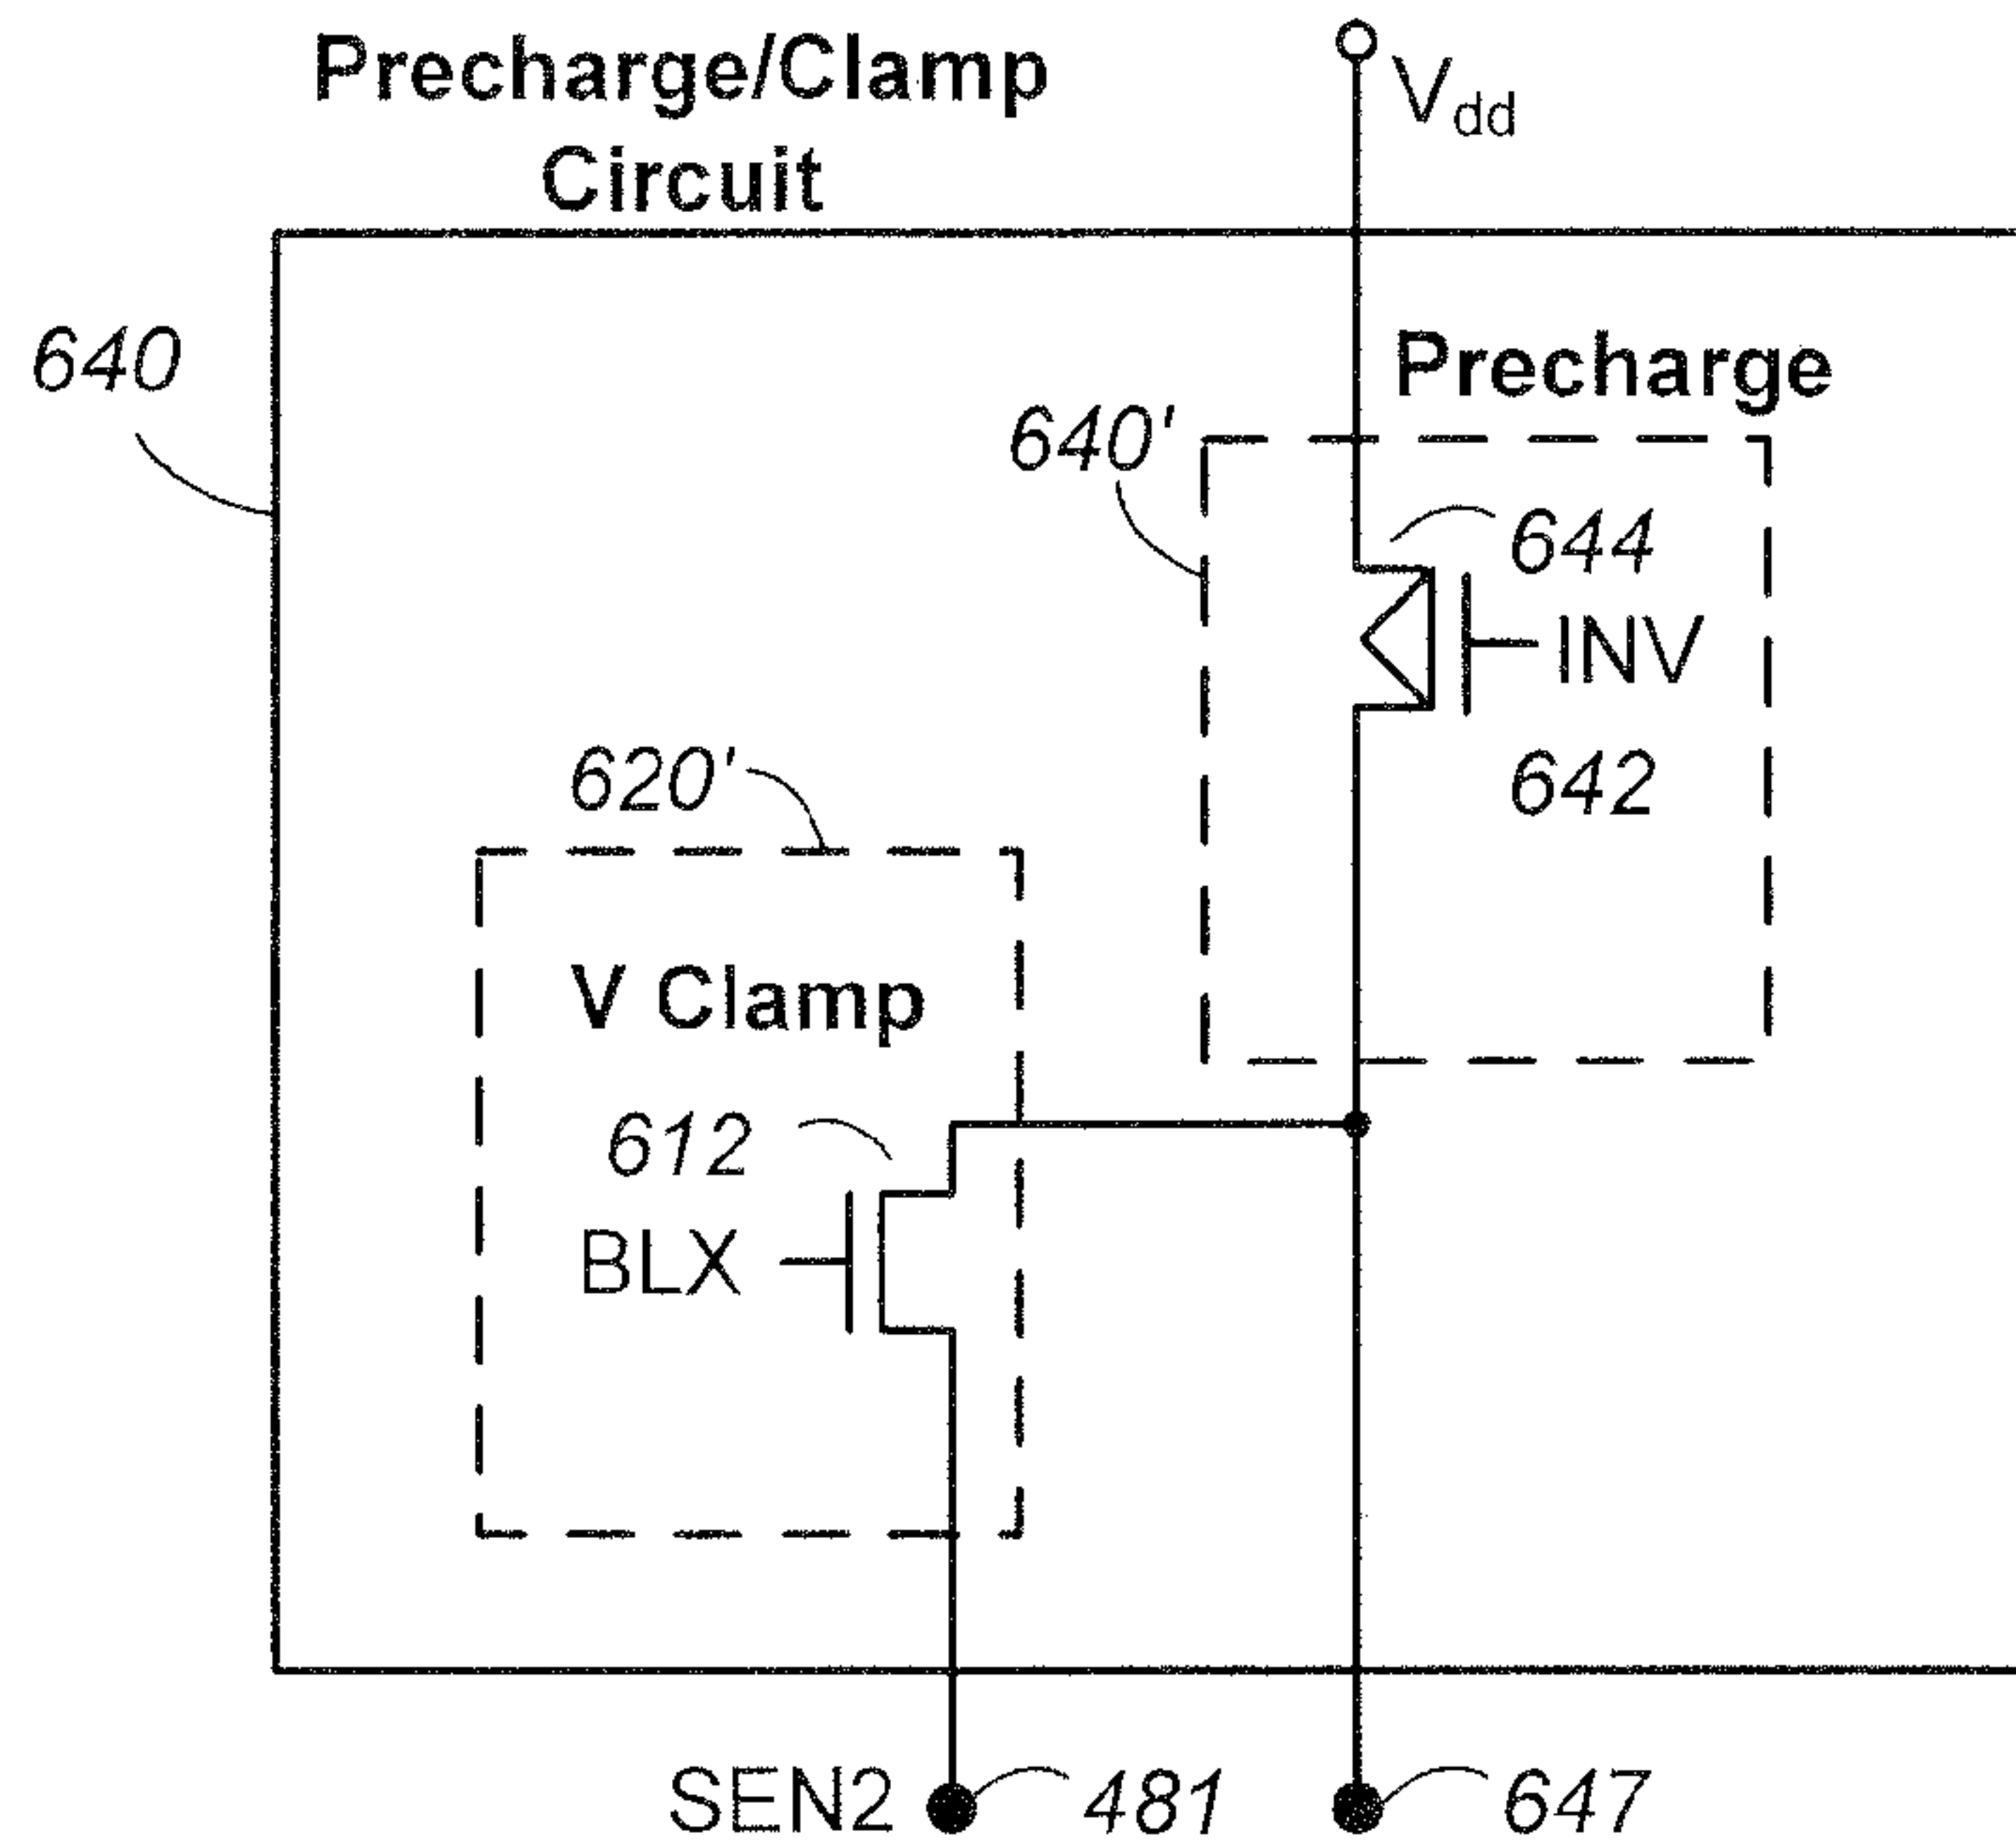 Precharge/Clamp
Circuit
Vdd
640
Precharge
640'
644
INV
642
620'
V Clamp
612
BLX
SEN2
481
647